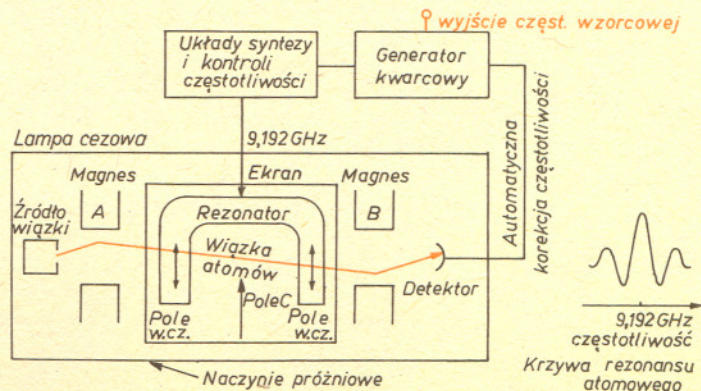 wyjście częst. wzorcowej
Układy syntezy
i kontroli
częstotliwości
Generator
kwarcowy
Automatyczna
korekcja częstotliwości
Lampa cezowa
9,192 GHz
Magnes
A
Ekran
Rezonator
Magnes
B
Źródło
wiązki
Wiązka
atomów
Detektor
Pole
w.cz.
Pole C
Pole
w.cz.
Naczynie próżniowe
9,192 GHz
częstotliwość
Krzywa rezonansu
atomowego